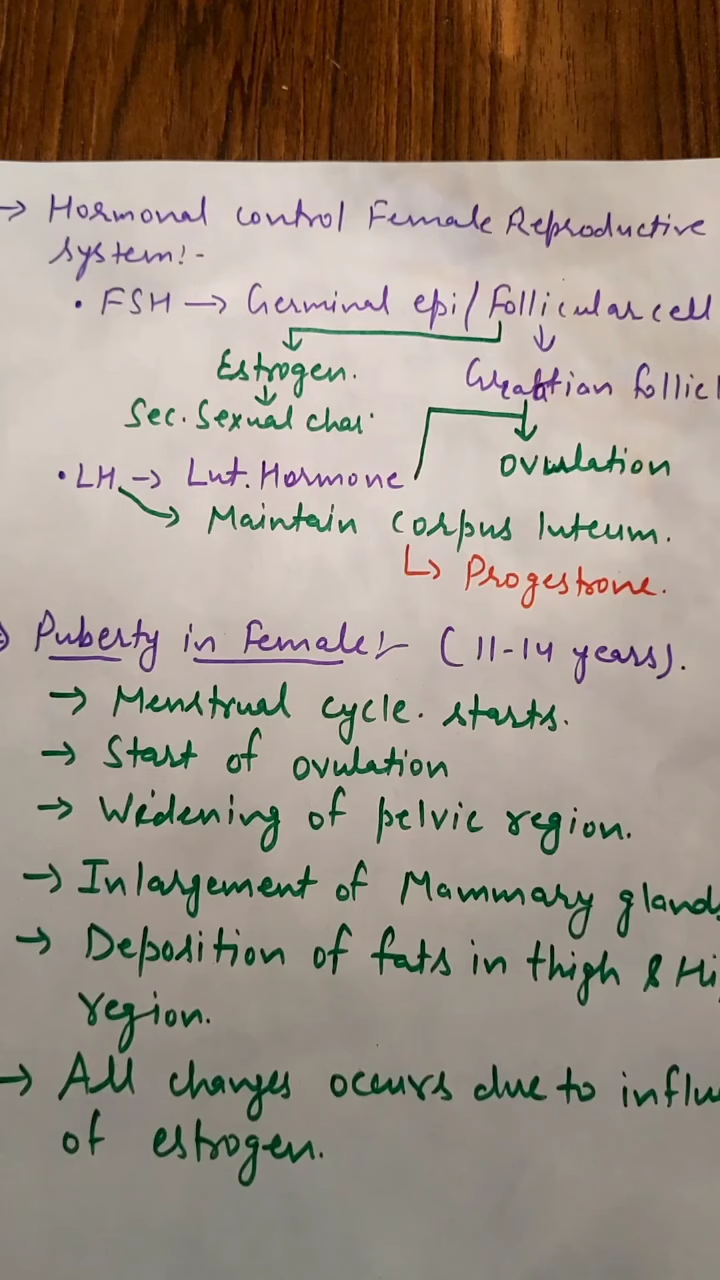 → Hormonal control Female Reproductive
system:-
• FSH → Germinal epi/Follicular cell
Estrogen.
Graafian follicl
Sec. Sexual char.
• LH → Lut. Hormone
ovulation
→ Maintain corpus luteum.
↳ Progestrone.
Puberty in Female:- (11-14 years).
→ Menstrual cycle. starts.
→ Start of ovulation
→ Widening of pelvic region.
→ Inlargement of Mammary gland
→ Deposition of fats in thigh & Hi
region.
→ All changes occurs due to influ
of estrogen.